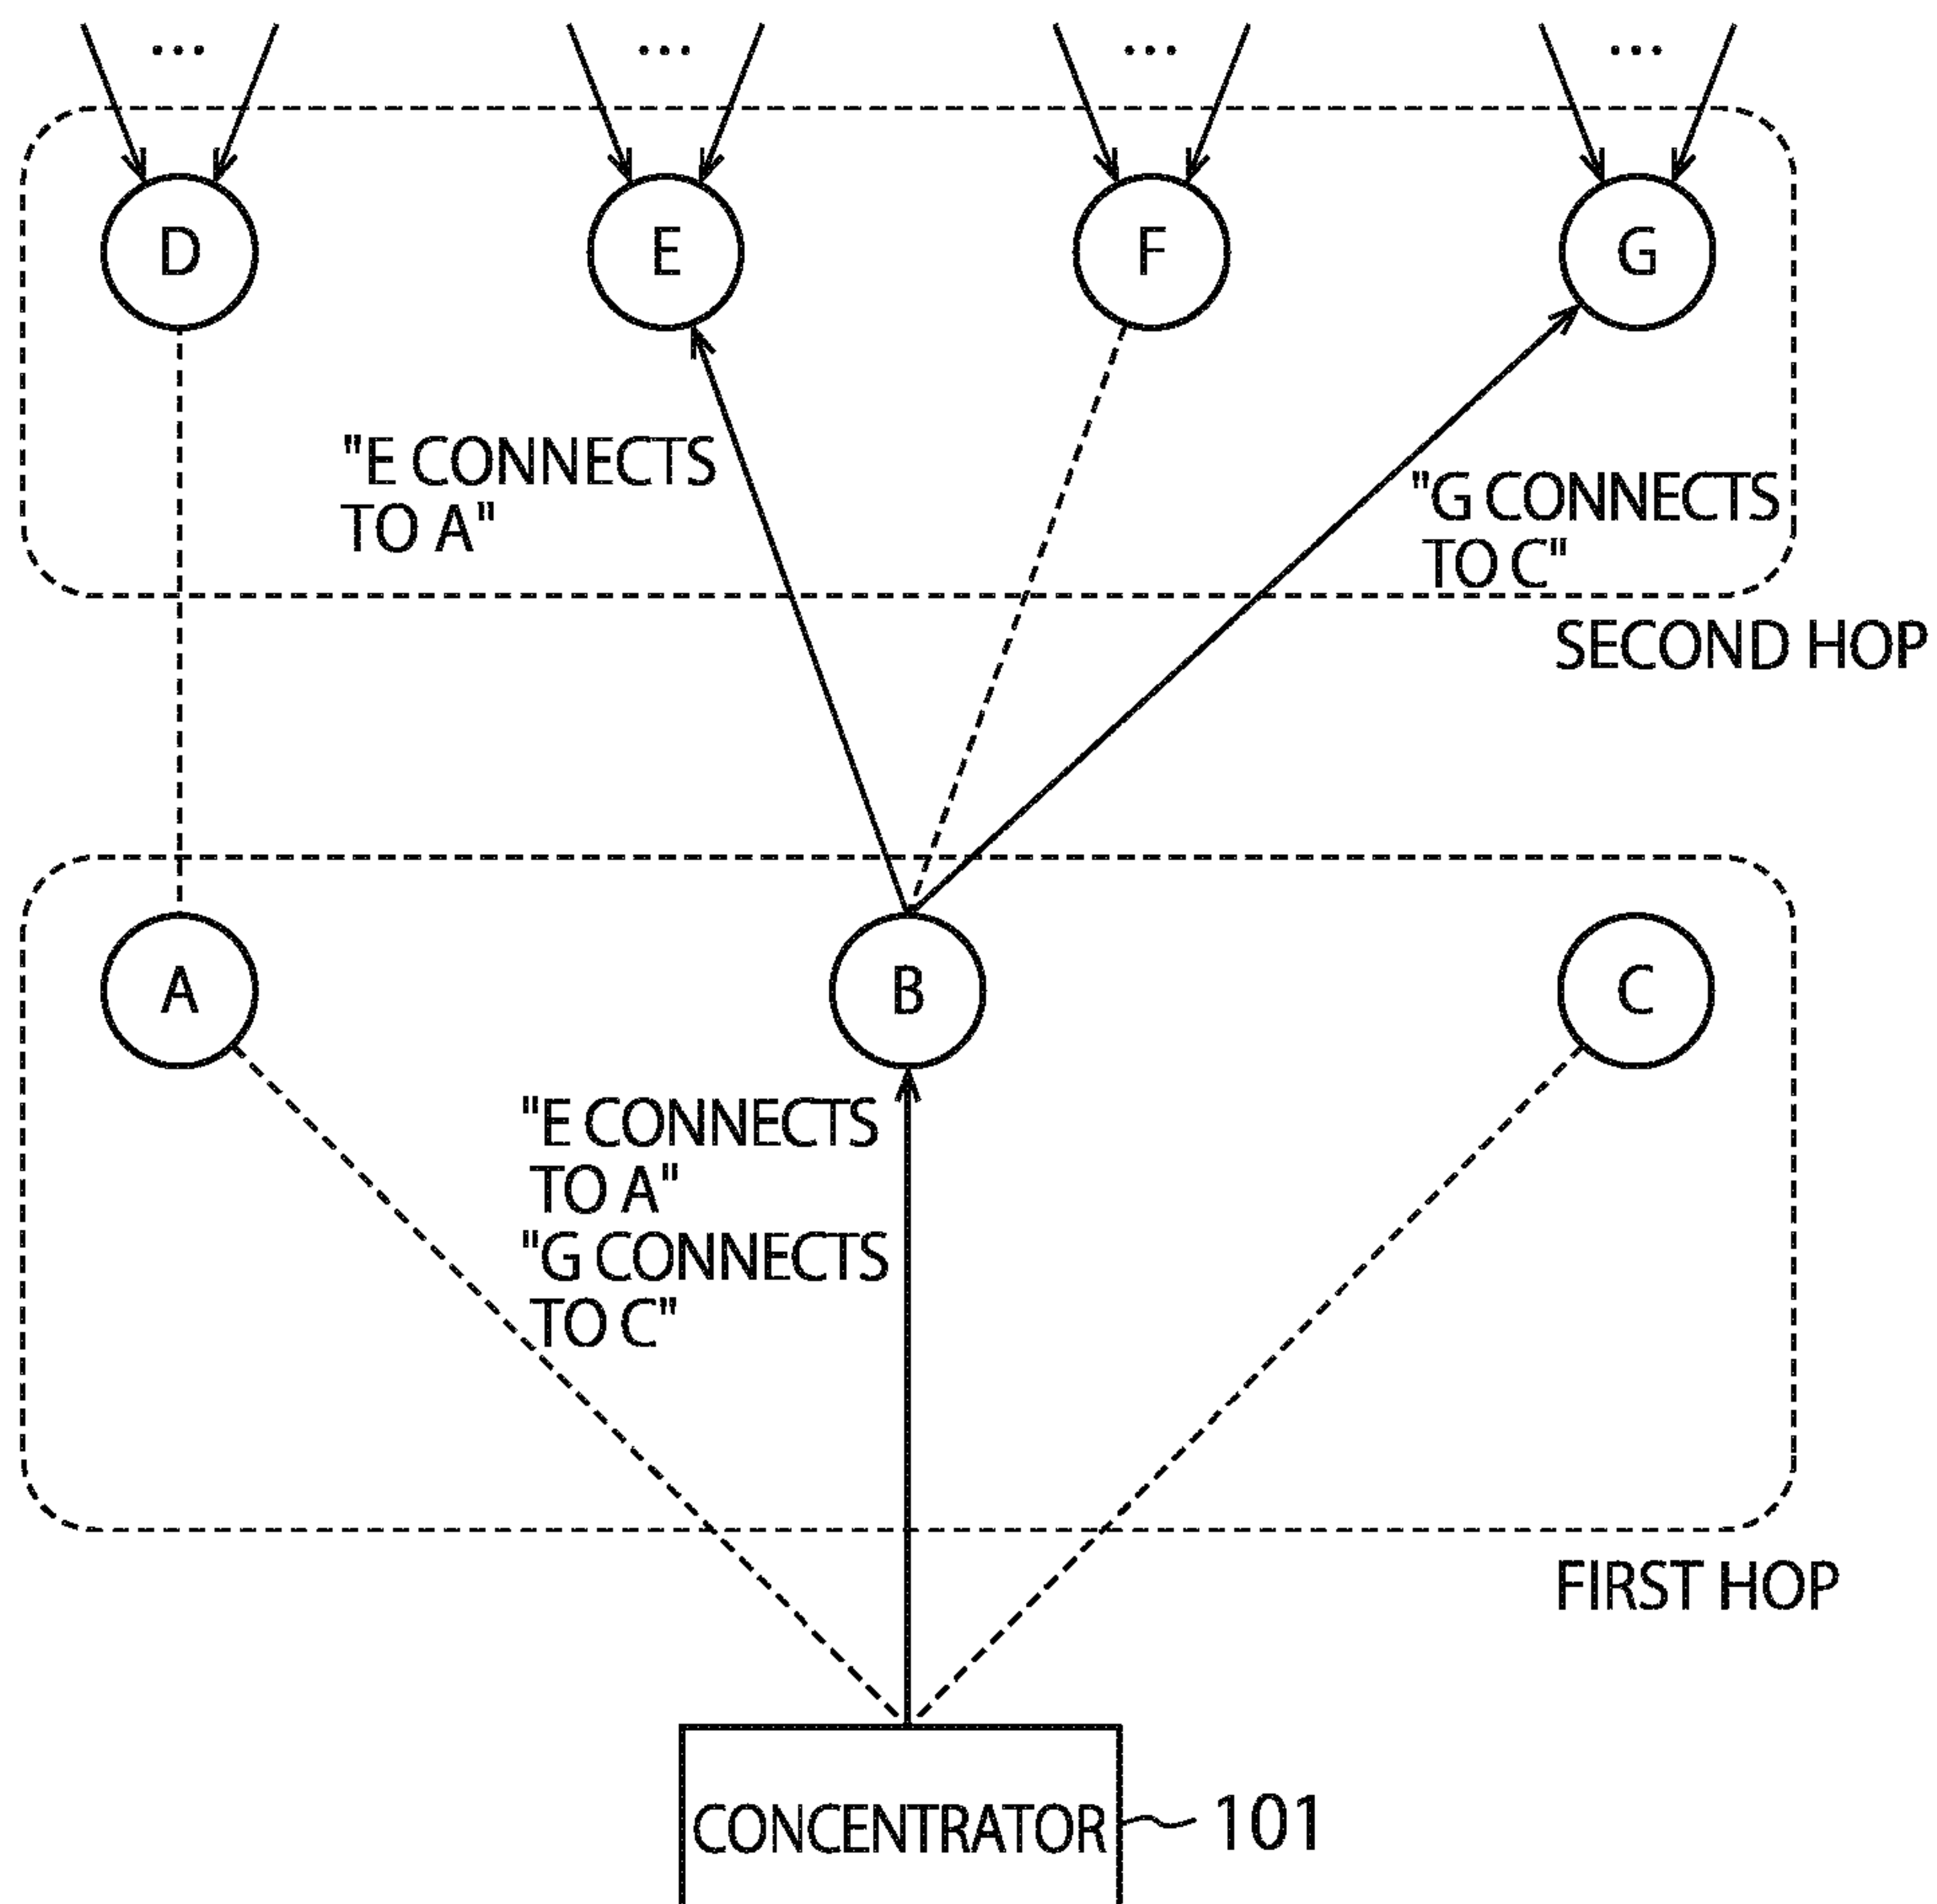 ...
...
...
...
D
E
F
G
"E CONNECTS
TO A"
"G CONNECTS
TO C"
SECOND HOP
A
B
C
"E CONNECTS
TO A"
"G CONNECTS
TO C"
FIRST HOP
CONCENTRATOR
101